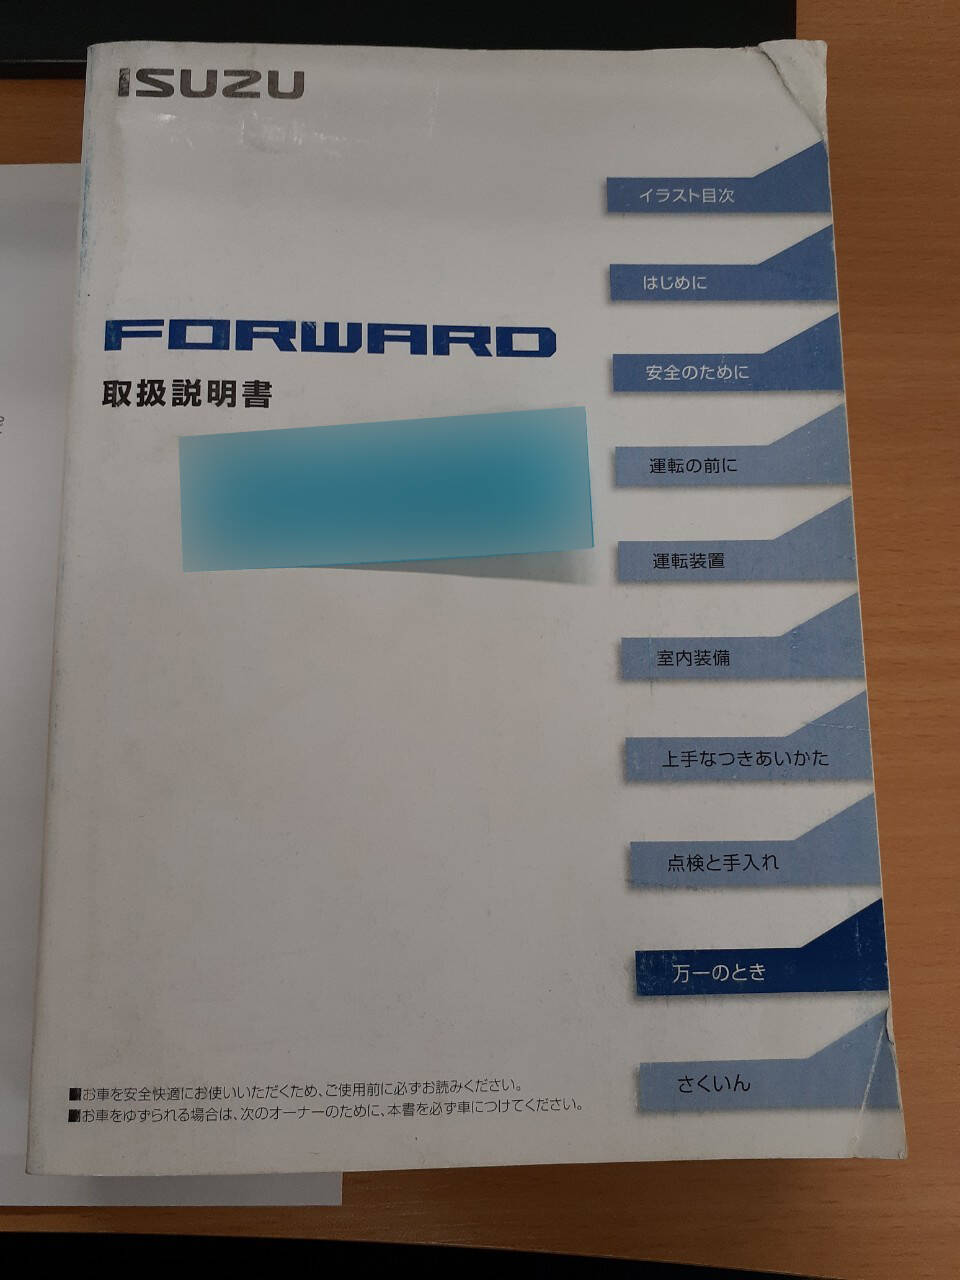 ISUZU
イラスト目次
はじめに
FORWARD
取扱説明書
安全のために
運転の前に
運転装置
室内装備
上手なつきあいかた
点検と手入れ
万一のとき
さくいん
■お車を安全快適にお使いいただくため、ご使用前に必ずお読みください。
■お車をゆずられる場合は、次のオーナーのために、本書を必ず車につけてください。